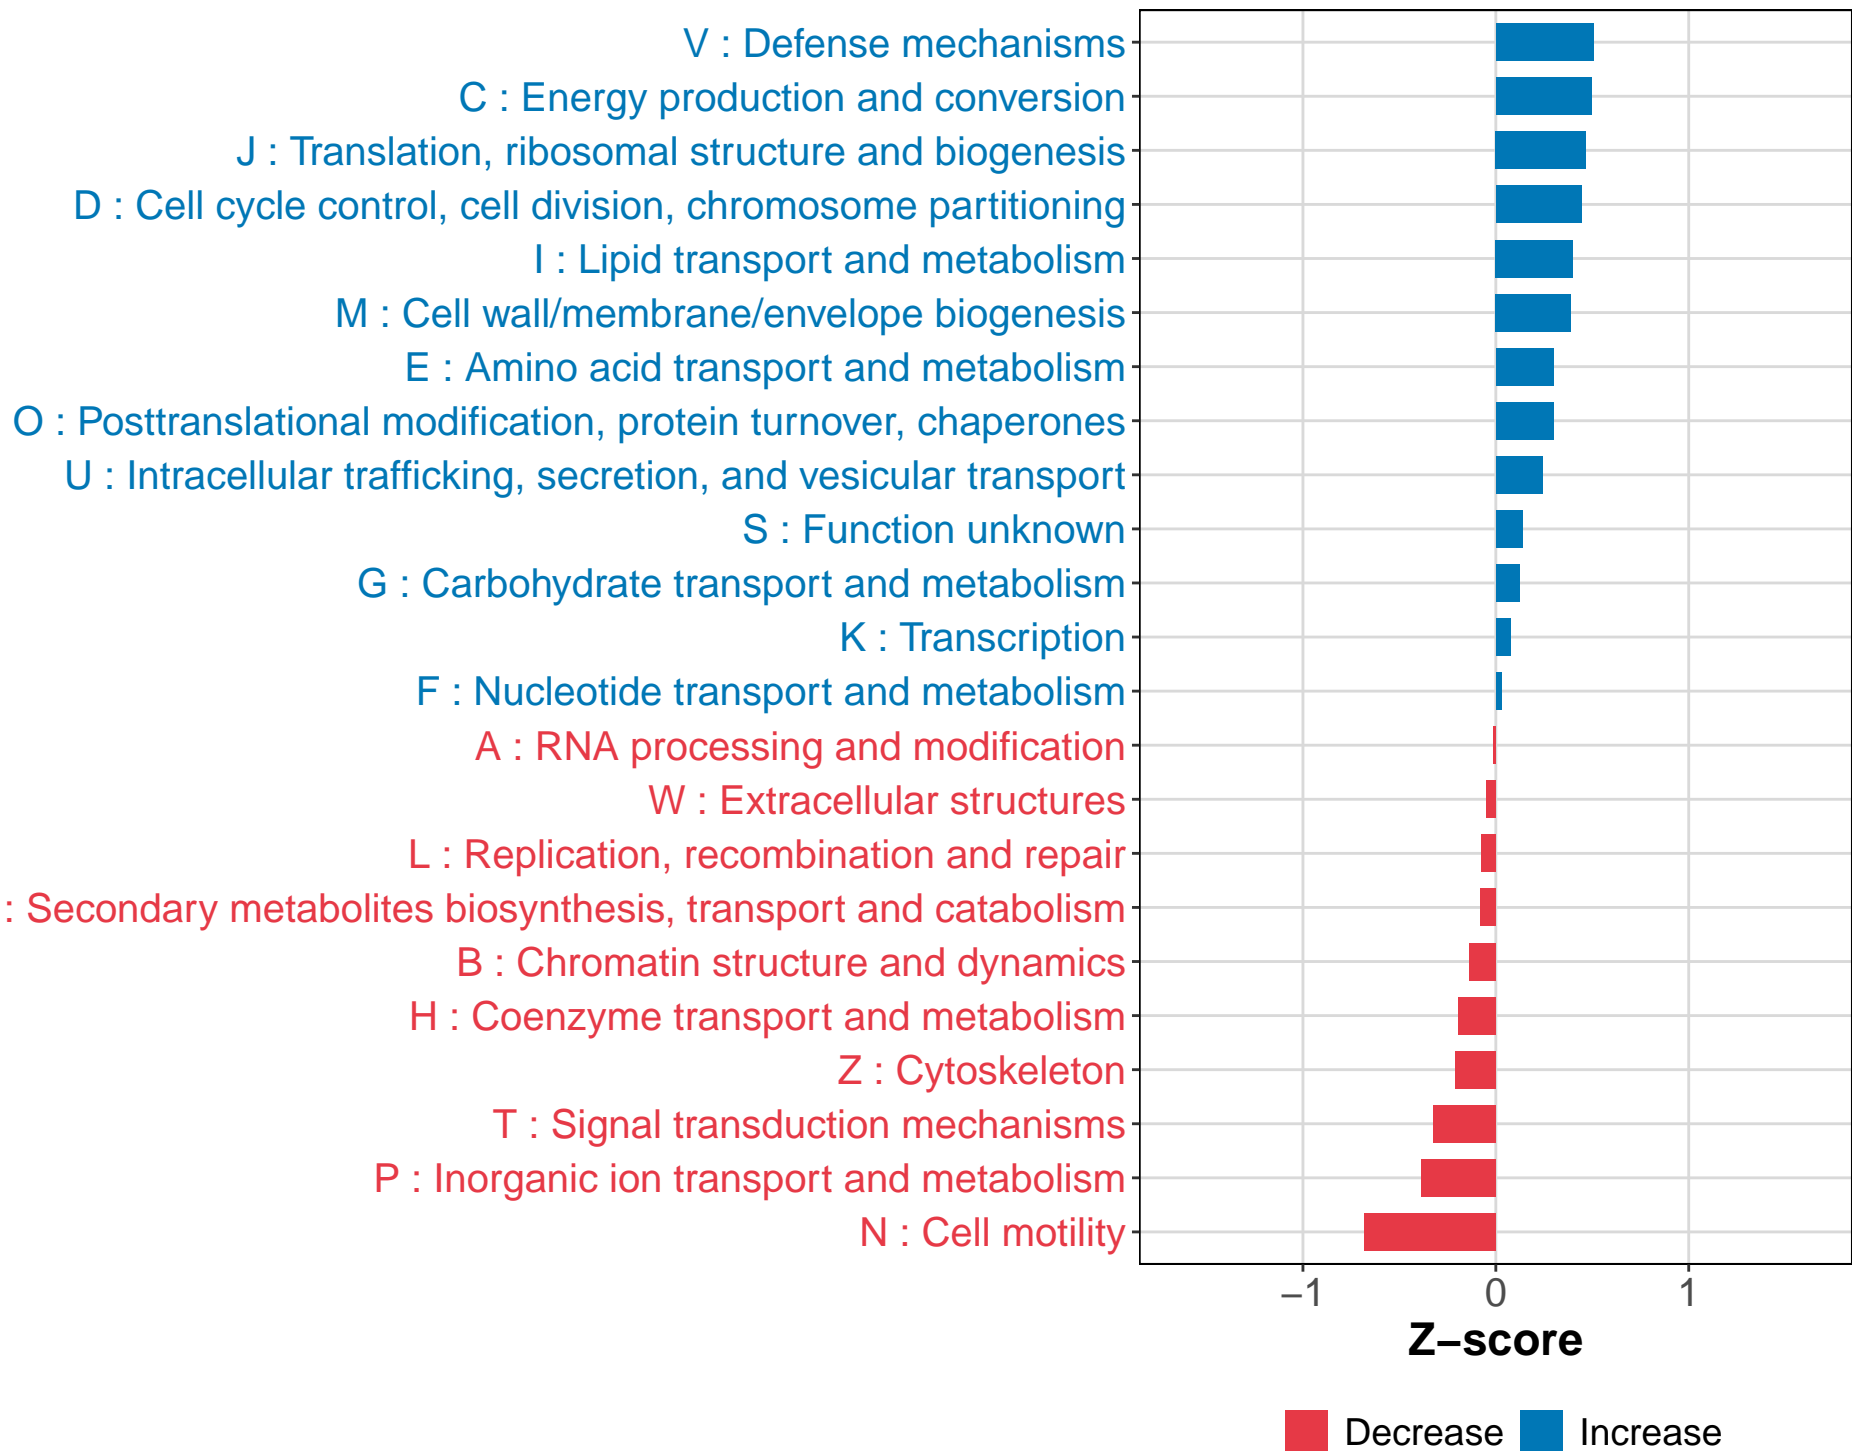 V : Defense mechanisms
C : Energy production and conversion
J : Translation, ribosomal structure and biogenesis
D : Cell cycle control, cell division, chromosome partitioning
I : Lipid transport and metabolism
M : Cell wall/membrane/envelope biogenesis
E : Amino acid transport and metabolism
O : Posttranslational modification, protein turnover, chaperones
U : Intracellular trafficking, secretion, and vesicular transport
S : Function unknown
G : Carbohydrate transport and metabolism
K : Transcription
F : Nucleotide transport and metabolism
A : RNA processing and modification
W : Extracellular structures
L : Replication, recombination and repair
: Secondary metabolites biosynthesis, transport and catabolism
B : Chromatin structure and dynamics
H : Coenzyme transport and metabolism
Z : Cytoskeleton
T : Signal transduction mechanisms
P : Inorganic ion transport and metabolism
N : Cell motility
−1 0 1
Z−score
Decrease Increase